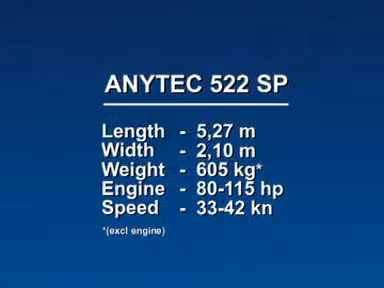 ANYTEC 522 SP
Length - 5,27 m
Width - 2,10 m
Weight - 605 kg*
Engine - 80-115 hp
Speed - 33-42 kn
*(excl engine)